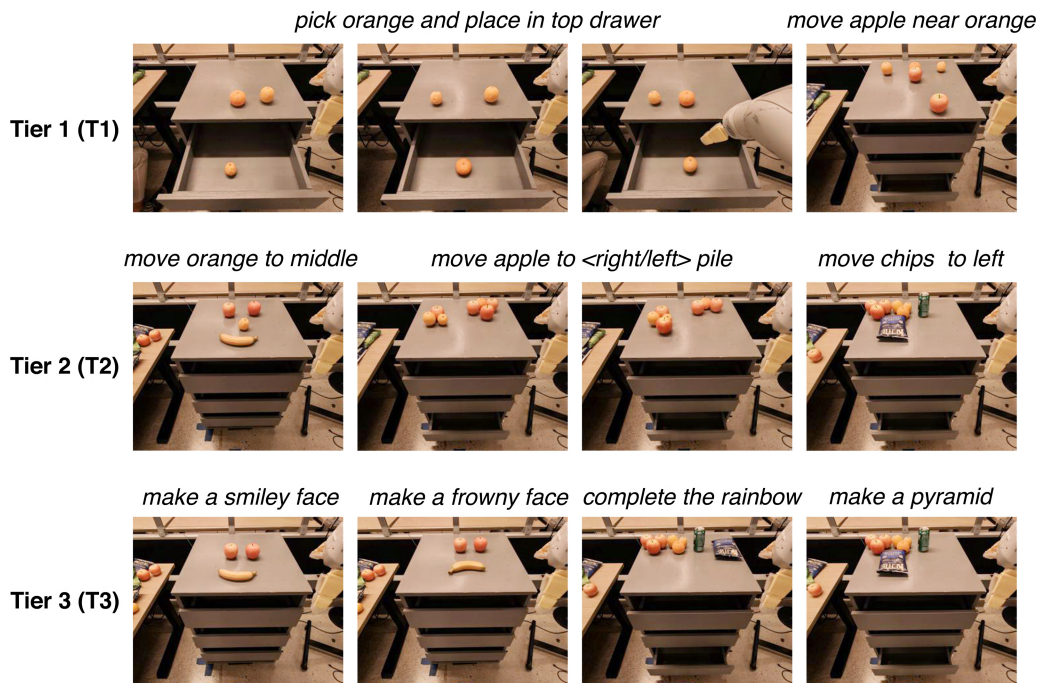 pick orange and place in top drawer
move apple near orange
Tier 1 (T1)
move orange to middle
move apple to <right/left> pile
move chips to left
Tier 2 (T2)
make a smiley face
make a frowny face
complete the rainbow
make a pyramid
Tier 3 (T3)